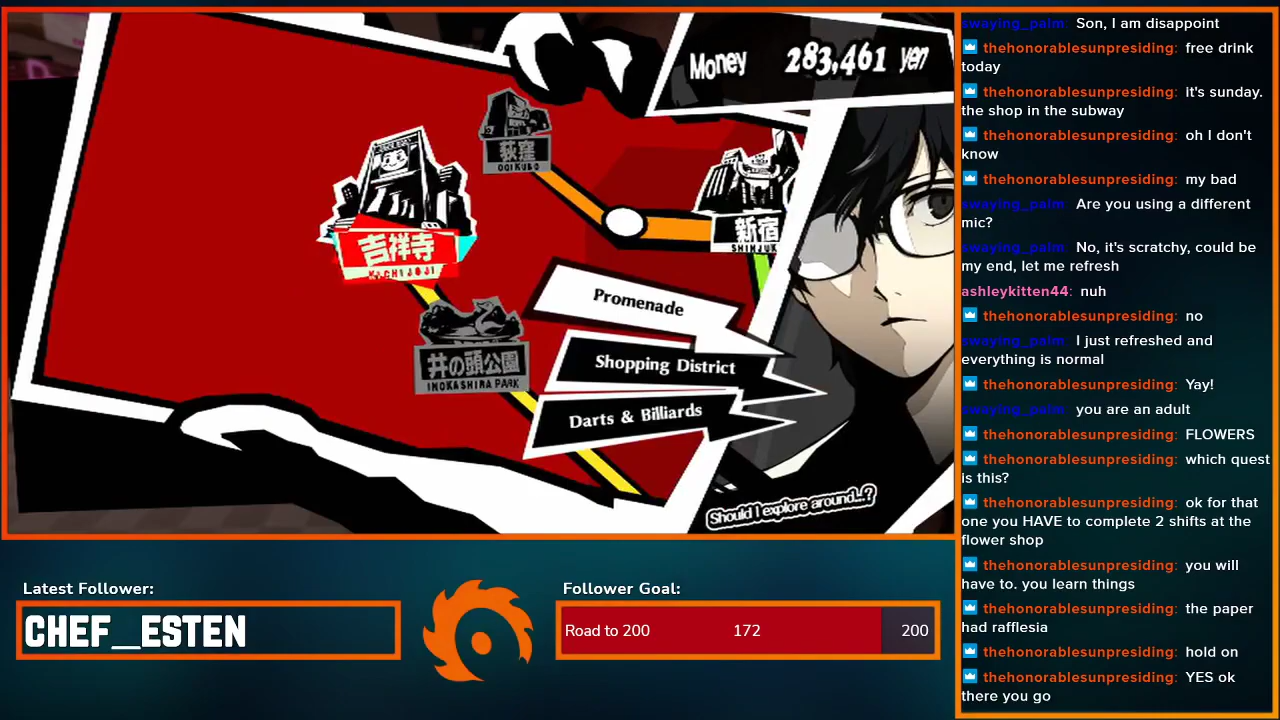 Money 283,461 yen
荻窪
OGIKUBO
吉祥寺
KICHIJOJI
新宿
井の頭公園
INOKASHIRA PARK
Promenade
Shopping District
Darts & Billiards
Should I explore around...?
Latest Follower:
CHEF_ESTEN
Follower Goal:
Road to 200 172 200
swaying_palm: Son, I am disappoint
thehonorablesunpresiding: free drink
today
thehonorablesunpresiding: it's sunday.
the shop in the subway
thehonorablesunpresiding: oh I don't
know
thehonorablesunpresiding: my bad
swaying_palm: Are you using a different
mic?
swaying_palm: No, it's scratchy, could be
my end, let me refresh
ashleykitten44: nuh
thehonorablesunpresiding: no
swaying_palm: I just refreshed and
everything is normal
thehonorablesunpresiding: Yay!
swaying_palm: you are an adult
thehonorablesunpresiding: FLOWERS
thehonorablesunpresiding: which quest
is this?
thehonorablesunpresiding: ok for that
one you HAVE to complete 2 shifts at the
flower shop
thehonorablesunpresiding: you will
have to. you learn things
thehonorablesunpresiding: the paper
had rafflesia
thehonorablesunpresiding: hold on
thehonorablesunpresiding: YES ok
there you go